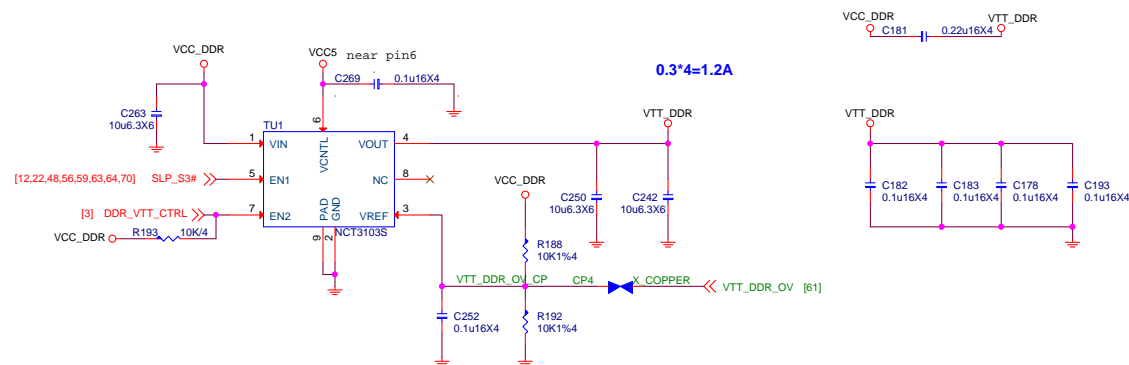 VCC_DDR
VTT_DDR
C181
0.22u16X4
VCC_DDR
VCC5
near pin6
C269
0.1u16X4
0.3*4=1.2A
C263
10u6.3X6
TU1
VTT_DDR
VTT_DDR
6
1
VIN
VCNTL
VOUT
4
[12,22,48,56,59,63,64,70]
SLP_S3#
5
EN1
NC
8
[3]
DDR_VTT_CTRL
7
EN2
PAD
GND
VREF
3
VCC_DDR
R193
10K/4
9
2
NCT3103S
VCC_DDR
C250
10u6.3X6
C242
10u6.3X6
C182
0.1u16X4
C183
0.1u16X4
C178
0.1u16X4
C193
0.1u16X4
R188
10K1%4
VTT_DDR_OV_CP
CP4
X_COPPER
VTT_DDR_OV
[61]
C252
0.1u16X4
R192
10K1%4